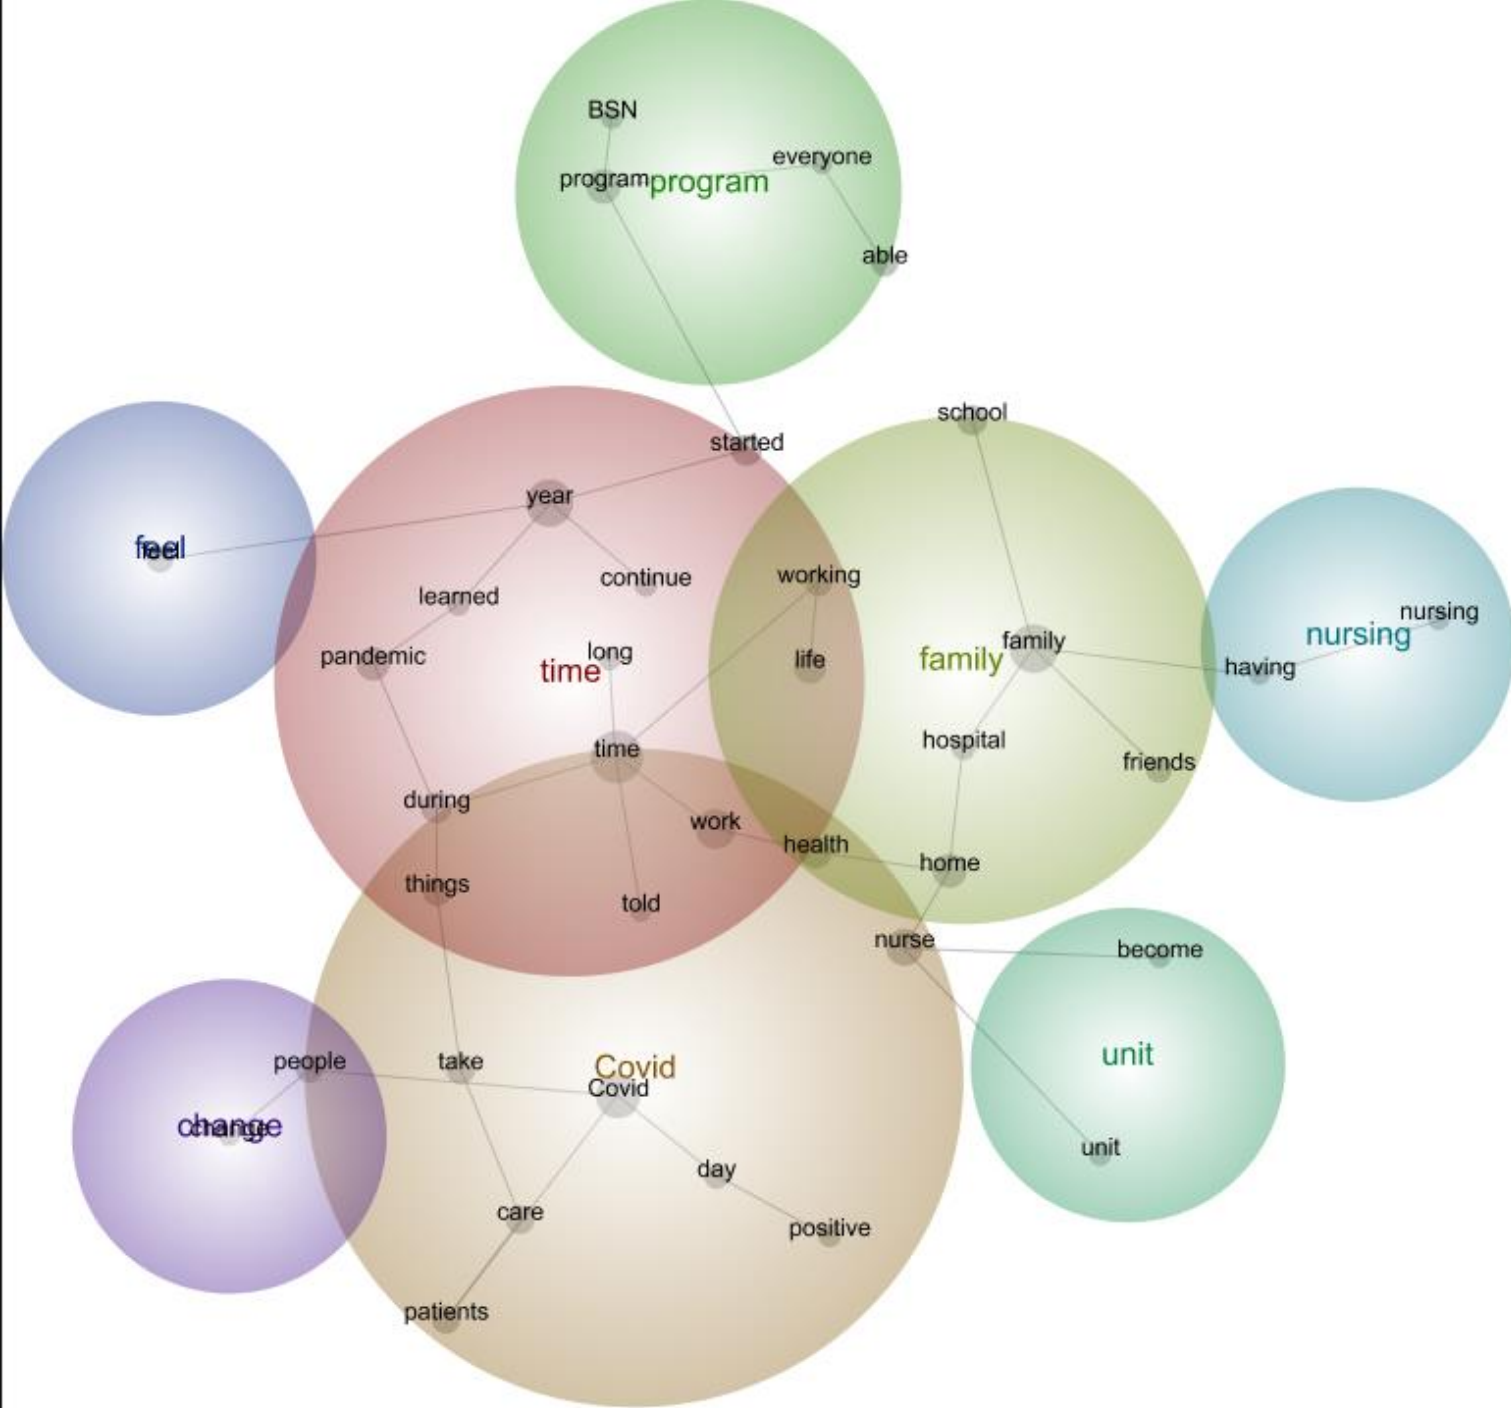 BSN
everyone
program
program
able
school
started
year
feel
feel
working
continue
learned
nursing
nursing
family
family
long
time
pandemic
life
having
hospital
time
friends
during
work
health
home
things
told
nurse
become
unit
people
take
Covid
Covid
change
change
unit
day
care
positive
patients